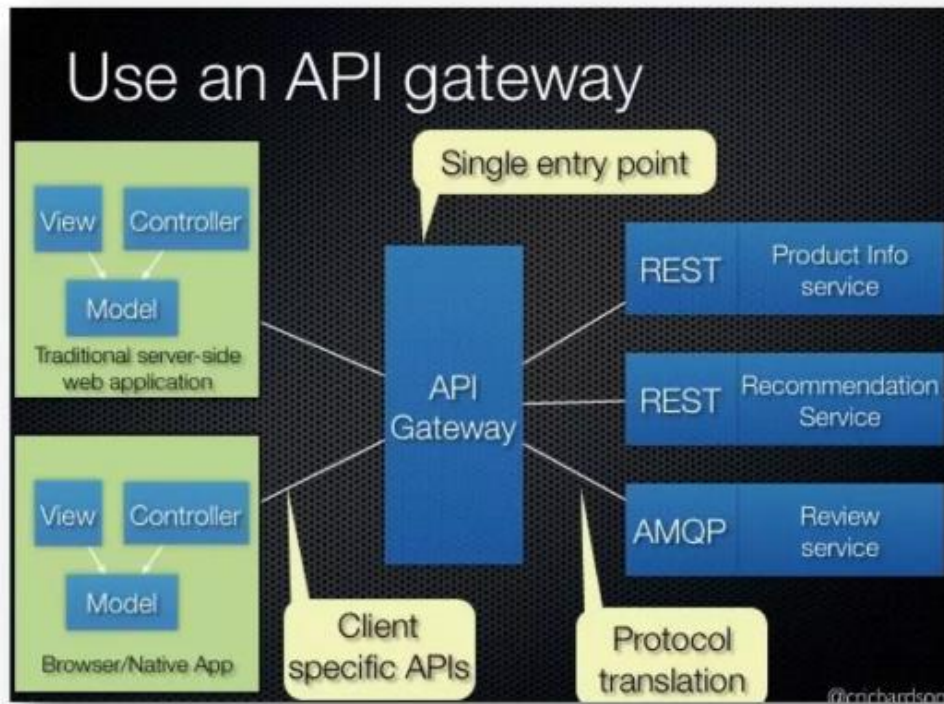 Use an API gateway
Single entry point
View
Controller
Model
Traditional server-side
web application
View
Controller
Model
Browser/Native App
API
Gateway
Client
specific APIs
Protocol
translation
REST
Product Info
service
REST
Recommendation
Service
AMQP
Review
service
@crichardson